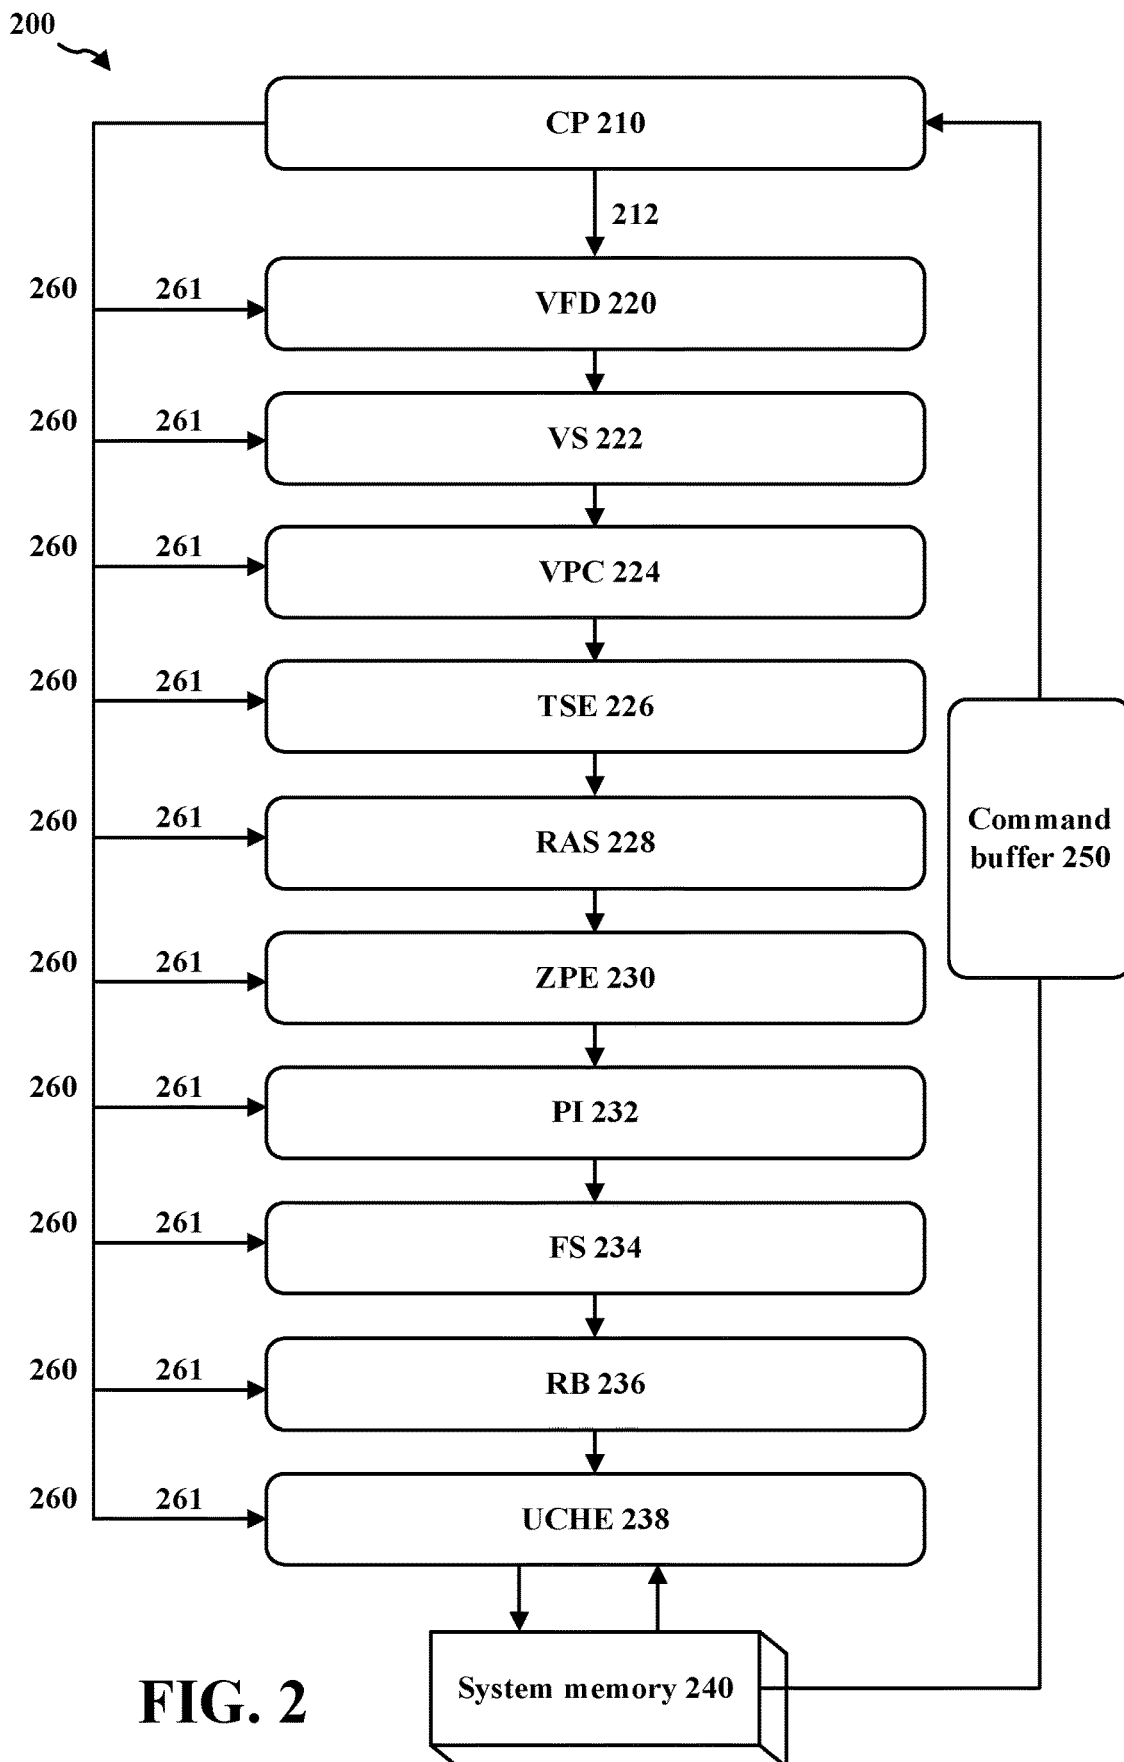 200
CP 210
212
260
261
VFD 220
260
261
VS 222
260
261
VPC 224
260
261
TSE 226
260
261
RAS 228
Command
buffer 250
260
261
ZPE 230
260
261
PI 232
260
261
FS 234
260
261
RB 236
260
261
UCHE 238
System memory 240
FIG. 2